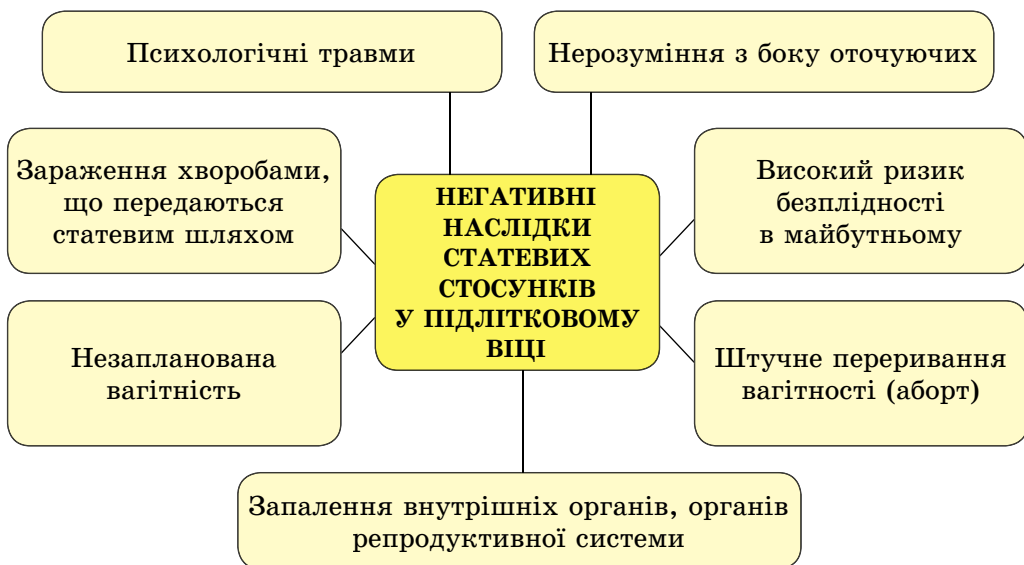 Психологічні травми
Нерозуміння з боку оточуючих
Зараження хворобами,
що передаються
статевим шляхом
НЕГАТИВНІ
НАСЛІДКИ
СТАТЕВИХ
СТОСУНКІВ
У ПІДЛІТКОВОМУ
ВІЦІ
Високий ризик
безплідності
в майбутньому
Незапланована
вагітність
Штучне переривання
вагітності (аборт)
Запалення внутрішніх органів, органів
репродуктивної системи